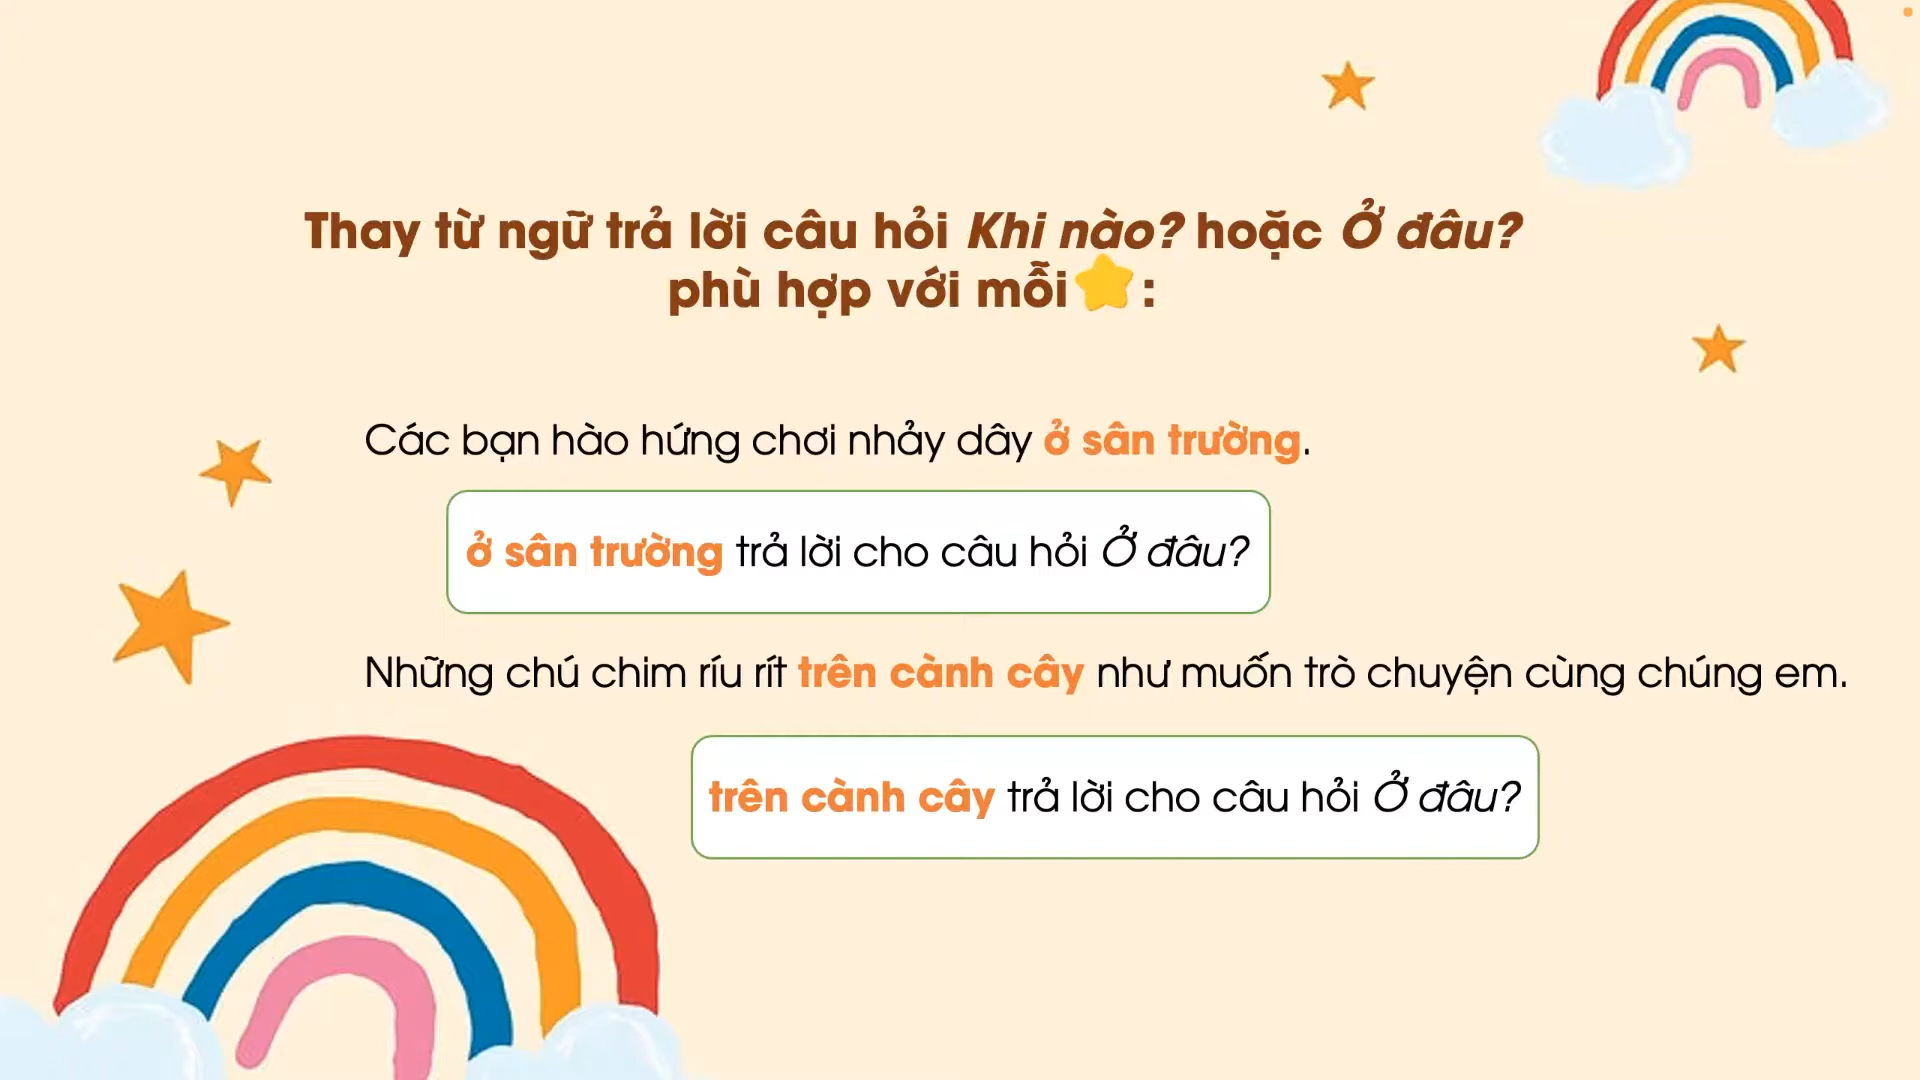 Thay từ ngữ trả lời câu hỏi Khi nào? hoặc Ở đâu?
phù hợp với mỗi :
Các bạn hào hứng chơi nhảy dây ở sân trường.
ở sân trường trả lời cho câu hỏi Ở đâu?
Những chú chim ríu rít trên cành cây như muốn trò chuyện cùng chúng em.
trên cành cây trả lời cho câu hỏi Ở đâu?